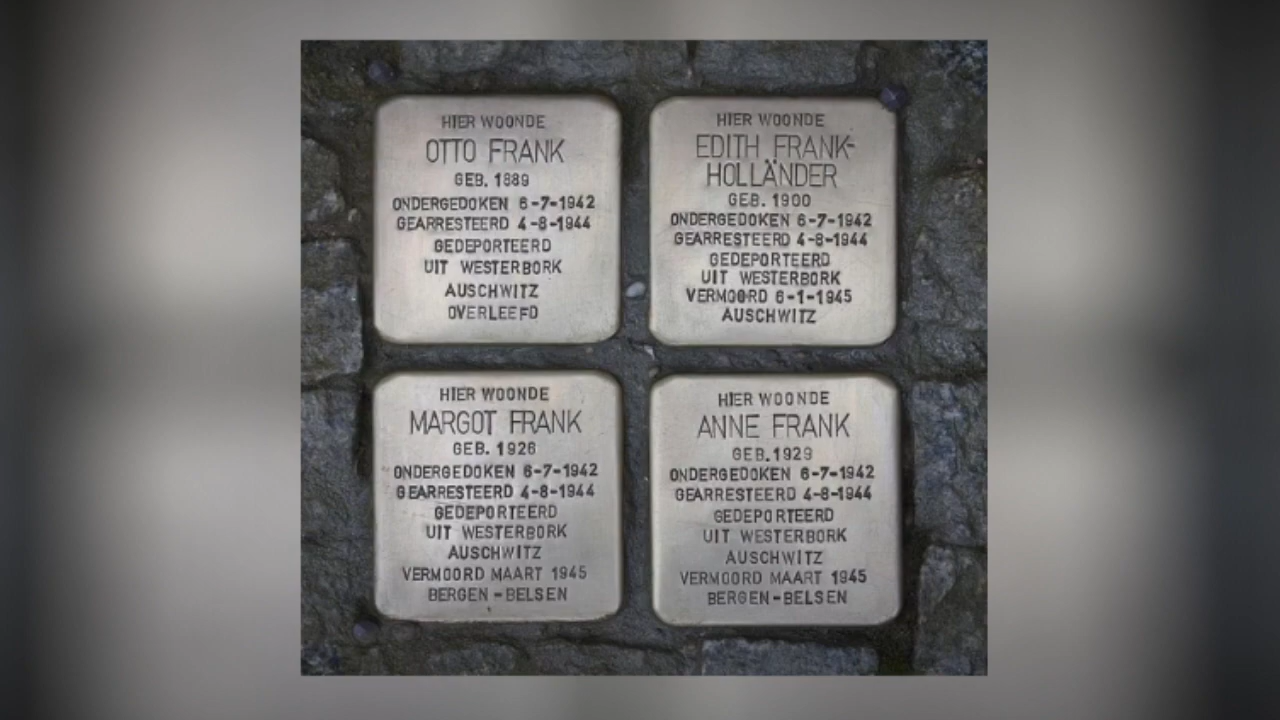 HIER WOONDE
OTTO FRANK
GEB. 1889
ONDERGEDOKEN 6-7-1942
GEARRESTEERD 4-8-1944
GEDEPORTEERD
UIT WESTERBORK
AUSCHWITZ
OVERLEEFD
HIER WOONDE
EDITH FRANK-
HOLLÄNDER
GEB. 1900
ONDERGEDOKEN 6-7-1942
GEARRESTEERD 4-8-1944
GEDEPORTEERD
UIT WESTERBORK
VERMOORD 6-1-1945
AUSCHWITZ
HIER WOONDE
MARGOT FRANK
GEB. 1926
ONDERGEDOKEN 6-7-1942
GEARRESTEERD 4-8-1944
GEDEPORTEERD
UIT WESTERBORK
AUSCHWITZ
VERMOORD MAART 1945
BERGEN-BELSEN
HIER WOONDE
ANNE FRANK
GEB. 1929
ONDERGEDOKEN 6-7-1942
GEARRESTEERD 4-8-1944
GEDEPORTEERD
UIT WESTERBORK
AUSCHWITZ
VERMOORD MAART 1945
BERGEN-BELSEN